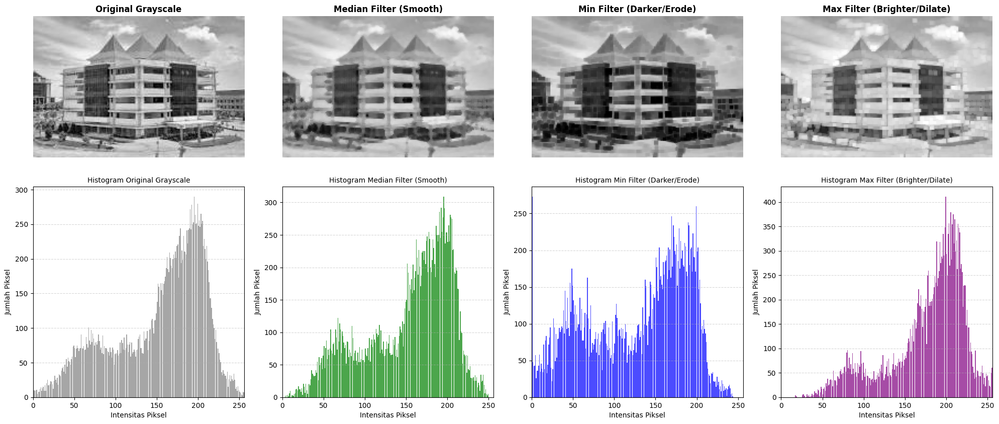 Original Grayscale
Median Filter (Smooth)
Min Filter (Darker/Erode)
Max Filter (Brighter/Dilate)
Histogram Original Grayscale
Jumlah Piksel
300
250
200
150
100
50
0
0 50 100 150 200 250
Intensitas Piksel
Histogram Median Filter (Smooth)
Jumlah Piksel
300
250
200
150
100
50
0
0 50 100 150 200 250
Intensitas Piksel
Histogram Min Filter (Darker/Erode)
Jumlah Piksel
250
200
150
100
50
0
0 50 100 150 200 250
Intensitas Piksel
Histogram Max Filter (Brighter/Dilate)
Jumlah Piksel
400
350
300
250
200
150
100
50
0
0 50 100 150 200 250
Intensitas Piksel